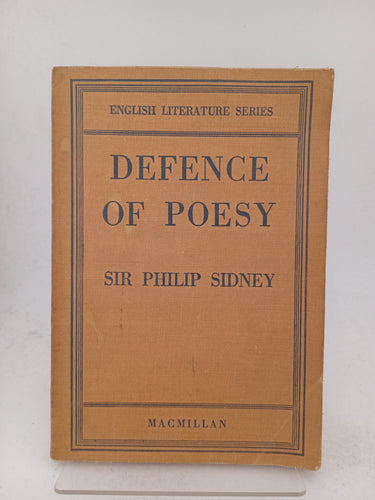 ENGLISH LITERATURE SERIES
DEFENCE
OF POESY
SIR PHILIP SIDNEY
MACMILLAN